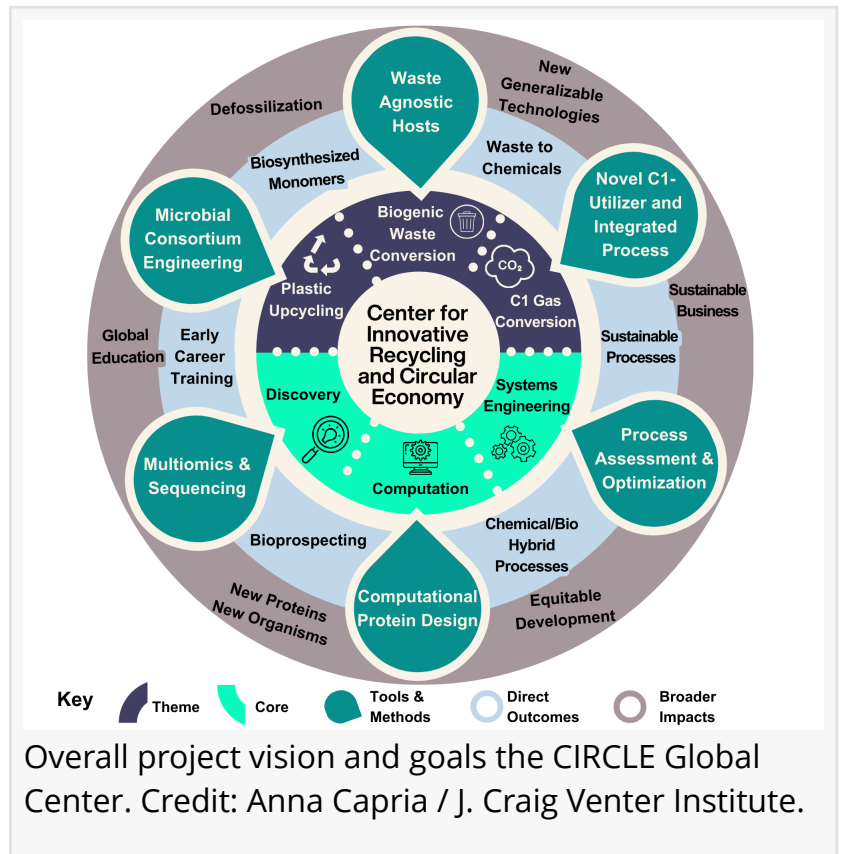 Waste
Agnostic
Hosts
New
Generalizable
Technologies
Defossilization
Biosynthesized
Monomers
Waste to
Chemicals
Novel C1-
Utilizer and
Integrated
Process
Microbial
Consortium
Engineering
Biogenic
Waste
Conversion
CO₂
Plastic
Upcycling
C1 Gas
Conversion
Center for
Innovative
Recycling
and Circular
Economy
Sustainable
Business
Global
Education
Early
Career
Training
Sustainable
Processes
Discovery
Systems
Engineering
Computation
Multiomics &
Sequencing
Process
Assessment &
Optimization
Bioprospecting
Chemical/Bio
Hybrid
Processes
New Proteins
New Organisms
Computational
Protein Design
Equitable
Development
Key
Theme
Core
Tools &
Methods
Direct
Outcomes
Broader
Impacts
Overall project vision and goals the CIRCLE Global
Center. Credit: Anna Capria / J. Craig Venter Institute.